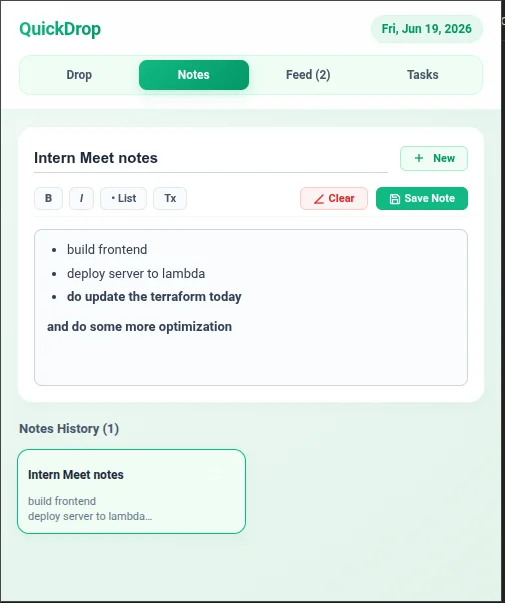 QuickDrop
Fri, Jun 19, 2026
Drop
Notes
Feed (2)
Tasks
Intern Meet notes
+ New
B
I
• List
Tx
Clear
Save Note
• build frontend
• deploy server to lambda
• do update the terraform today
and do some more optimization
Notes History (1)
Intern Meet notes
build frontend
deploy server to lambda...